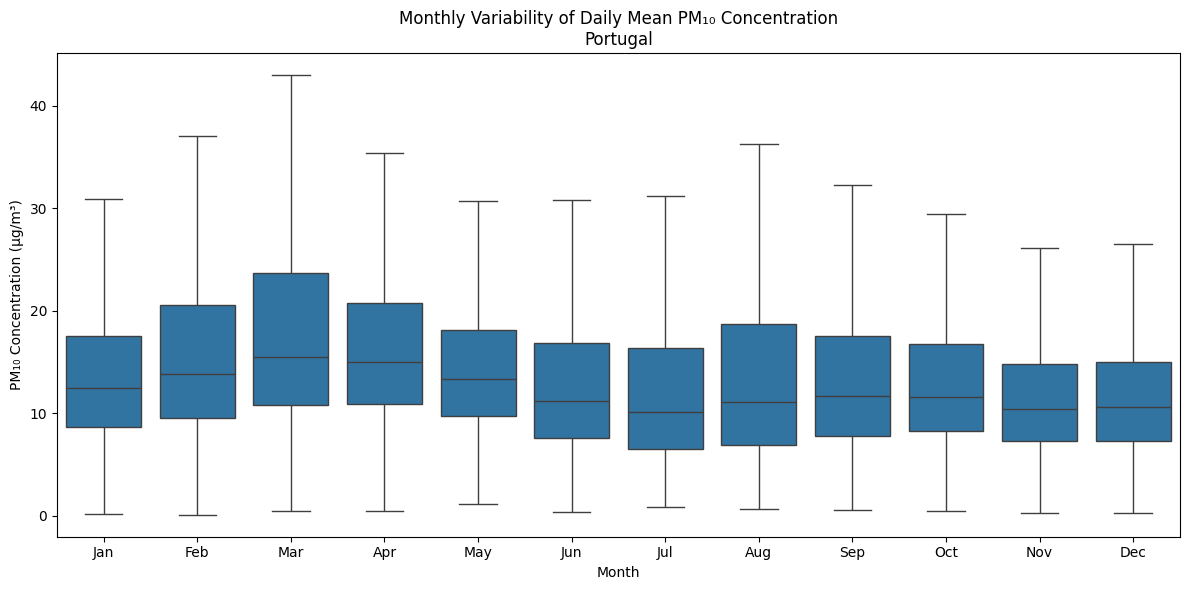 Monthly Variability of Daily Mean PM₁₀ Concentration
Portugal
PM₁₀ Concentration (µg/m³)
40
30
20
10
0
Jan Feb Mar Apr May Jun Jul Aug Sep Oct Nov Dec
Month